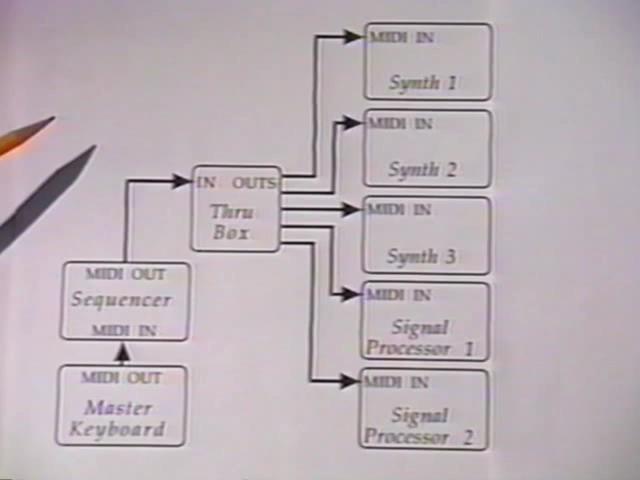 MIDI IN
Synth 1
MIDI IN
Synth 2
IN OUTS
Thru
Box
MIDI IN
Synth 3
MIDI OUT
Sequencer
MIDI IN
MIDI IN
Signal
Processor 1
MIDI OUT
Master
Keyboard
MIDI IN
Signal
Processor 2